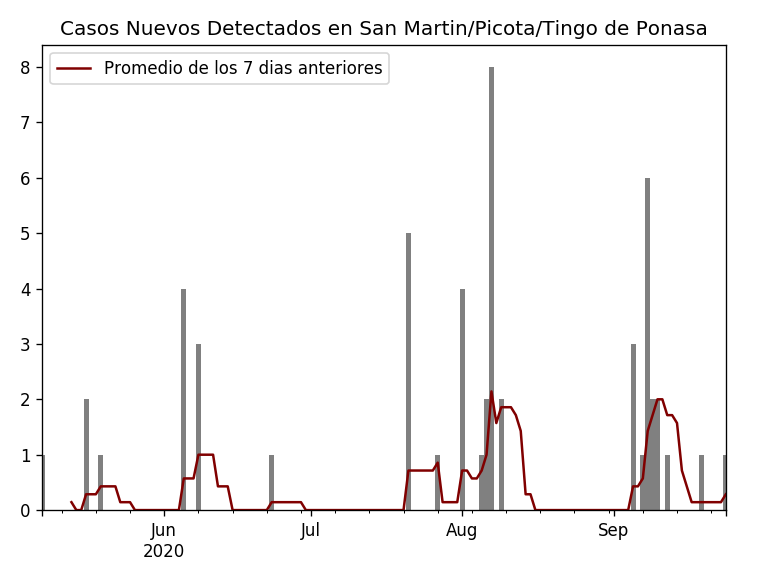 Casos Nuevos Detectados en San Martin/Picota/Tingo de Ponasa
Promedio de los 7 dias anteriores
8
7
6
5
4
3
2
1
0
Jun
2020
Jul
Aug
Sep